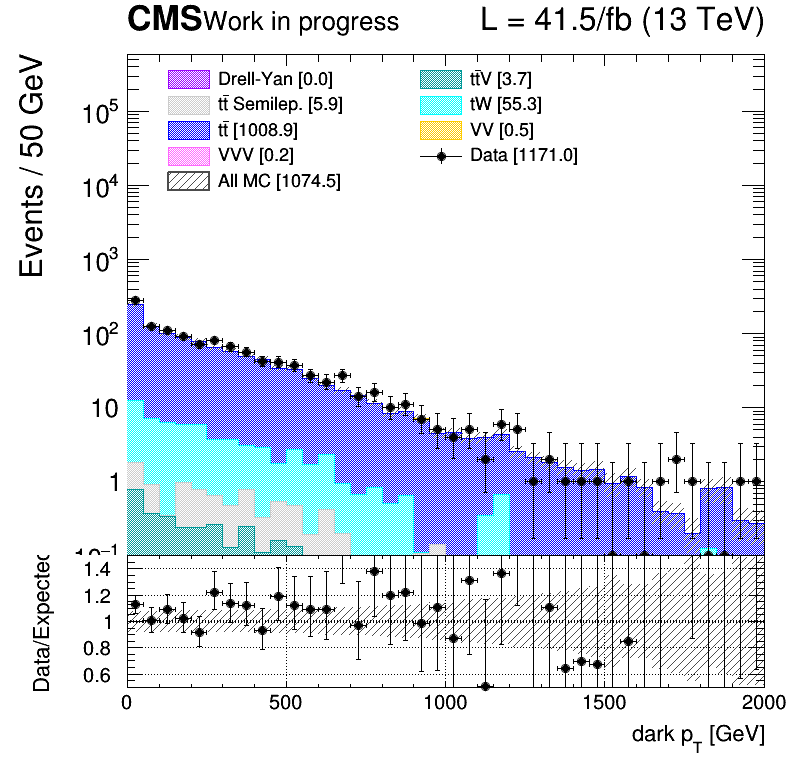 CMS Work in progress L = 41.5/fb (13 TeV)
Events / 50 GeV
Drell-Yan [0.0]
tt̄ Semilep. [5.9]
tt̄ [1008.9]
VVV [0.2]
All MC [1074.5]
tt̄V [3.7]
tW [55.3]
VV [0.5]
Data [1171.0]
10⁵
10⁴
10³
10²
10
1
10⁻¹
Data/Expected
1.4
1.2
1
0.8
0.6
0 500 1000 1500 2000
dark p_T [GeV]